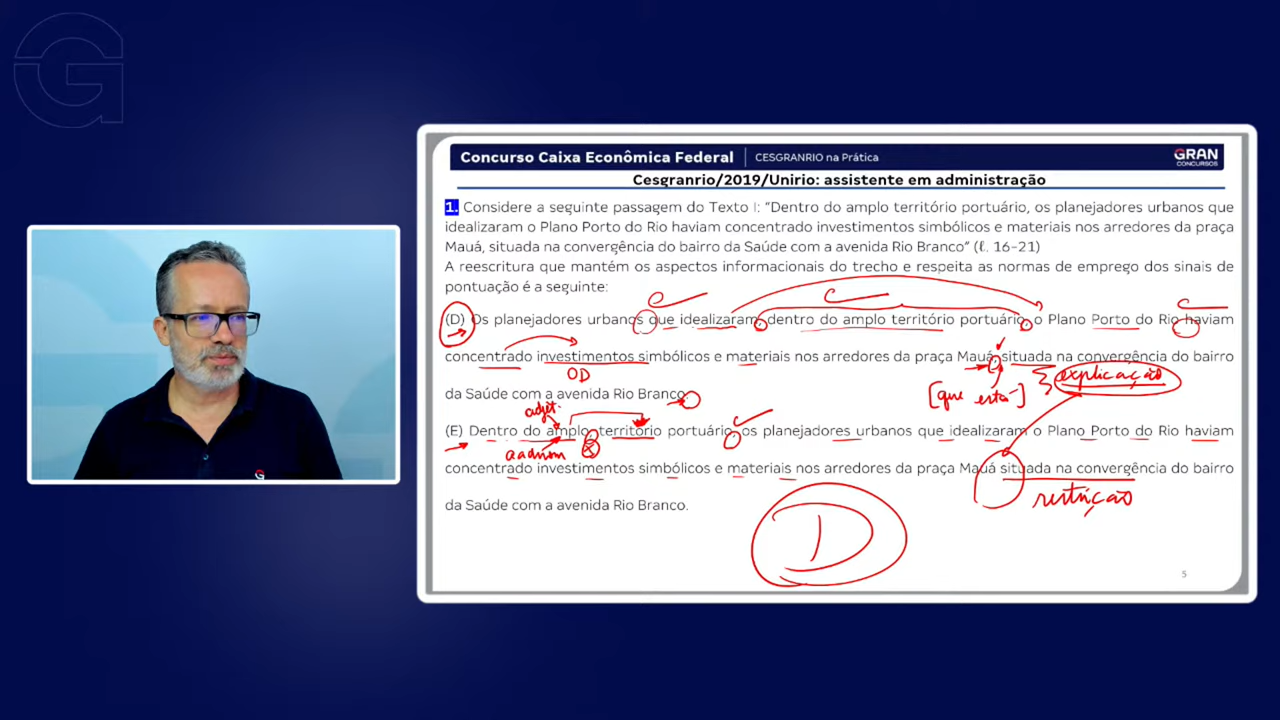 Concurso Caixa Econômica Federal | CESGRANRIO na Prática
GRAN
CONCURSOS
Cesgranrio/2019/Unirio: assistente em administração
1. Considere a seguinte passagem do Texto I: “Dentro do amplo território portuário, os planejadores urbanos que
idealizaram o Plano Porto do Rio haviam concentrado investimentos simbólicos e materiais nos arredores da praça
Mauá, situada na convergência do bairro da Saúde com a avenida Rio Branco” (ℓ. 16-21)
A reescritura que mantém os aspectos informacionais do trecho e respeita as normas de emprego dos sinais de
pontuação é a seguinte:
(D) Os planejadores urbanos que idealizaram, dentro do amplo território portuário, o Plano Porto do Rio haviam
concentrado investimentos simbólicos e materiais nos arredores da praça Mauá, situada na convergência do bairro
OD
explicação
da Saúde com a avenida Rio Branco.
[que está]
adjet.
(E) Dentro do amplo território portuário, os planejadores urbanos que idealizaram o Plano Porto do Rio haviam
aadnom
concentrado investimentos simbólicos e materiais nos arredores da praça Mauá situada na convergência do bairro
restrição
da Saúde com a avenida Rio Branco.
D
5